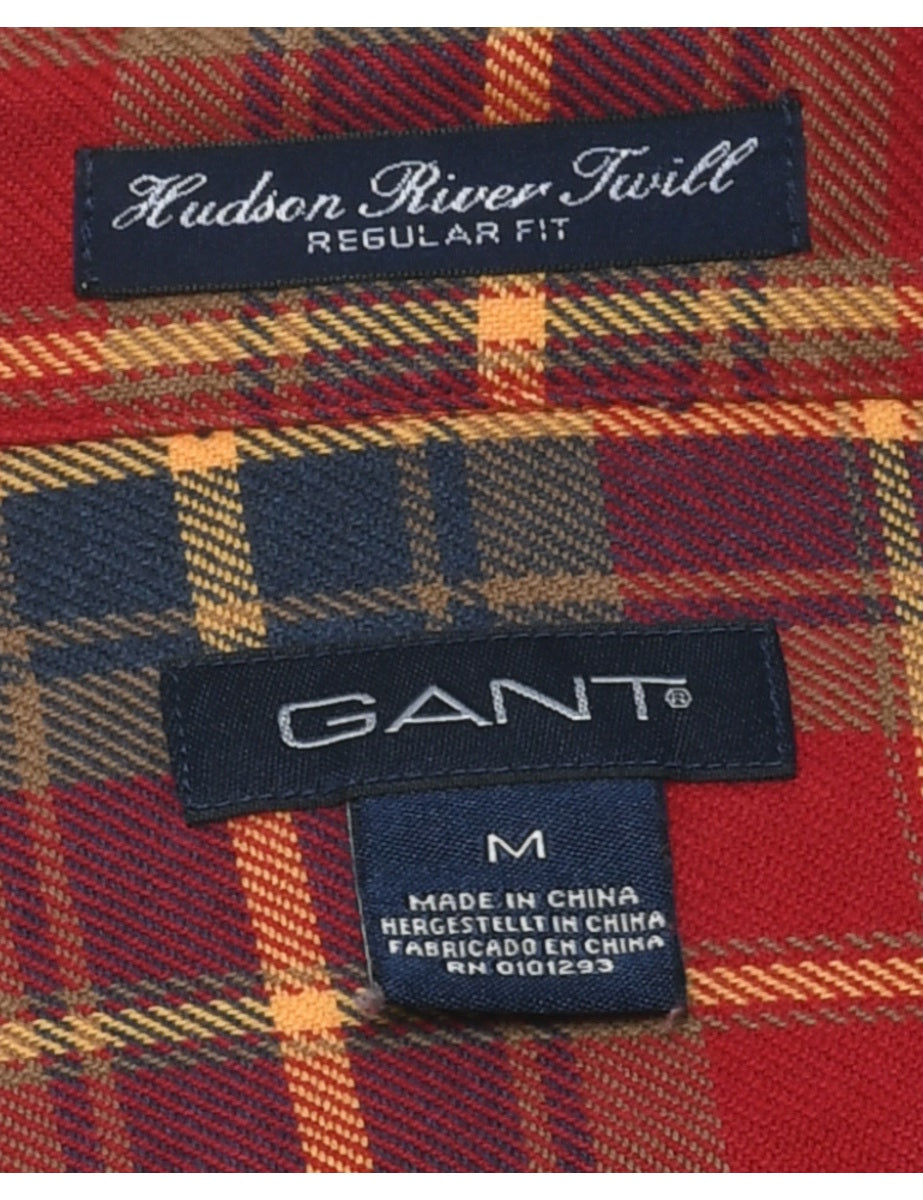 Hudson River Twill
REGULAR FIT
GANT®
M
MADE IN CHINA
HERGESTELLT IN CHINA
FABRICADO EN CHINA
RN 0101293